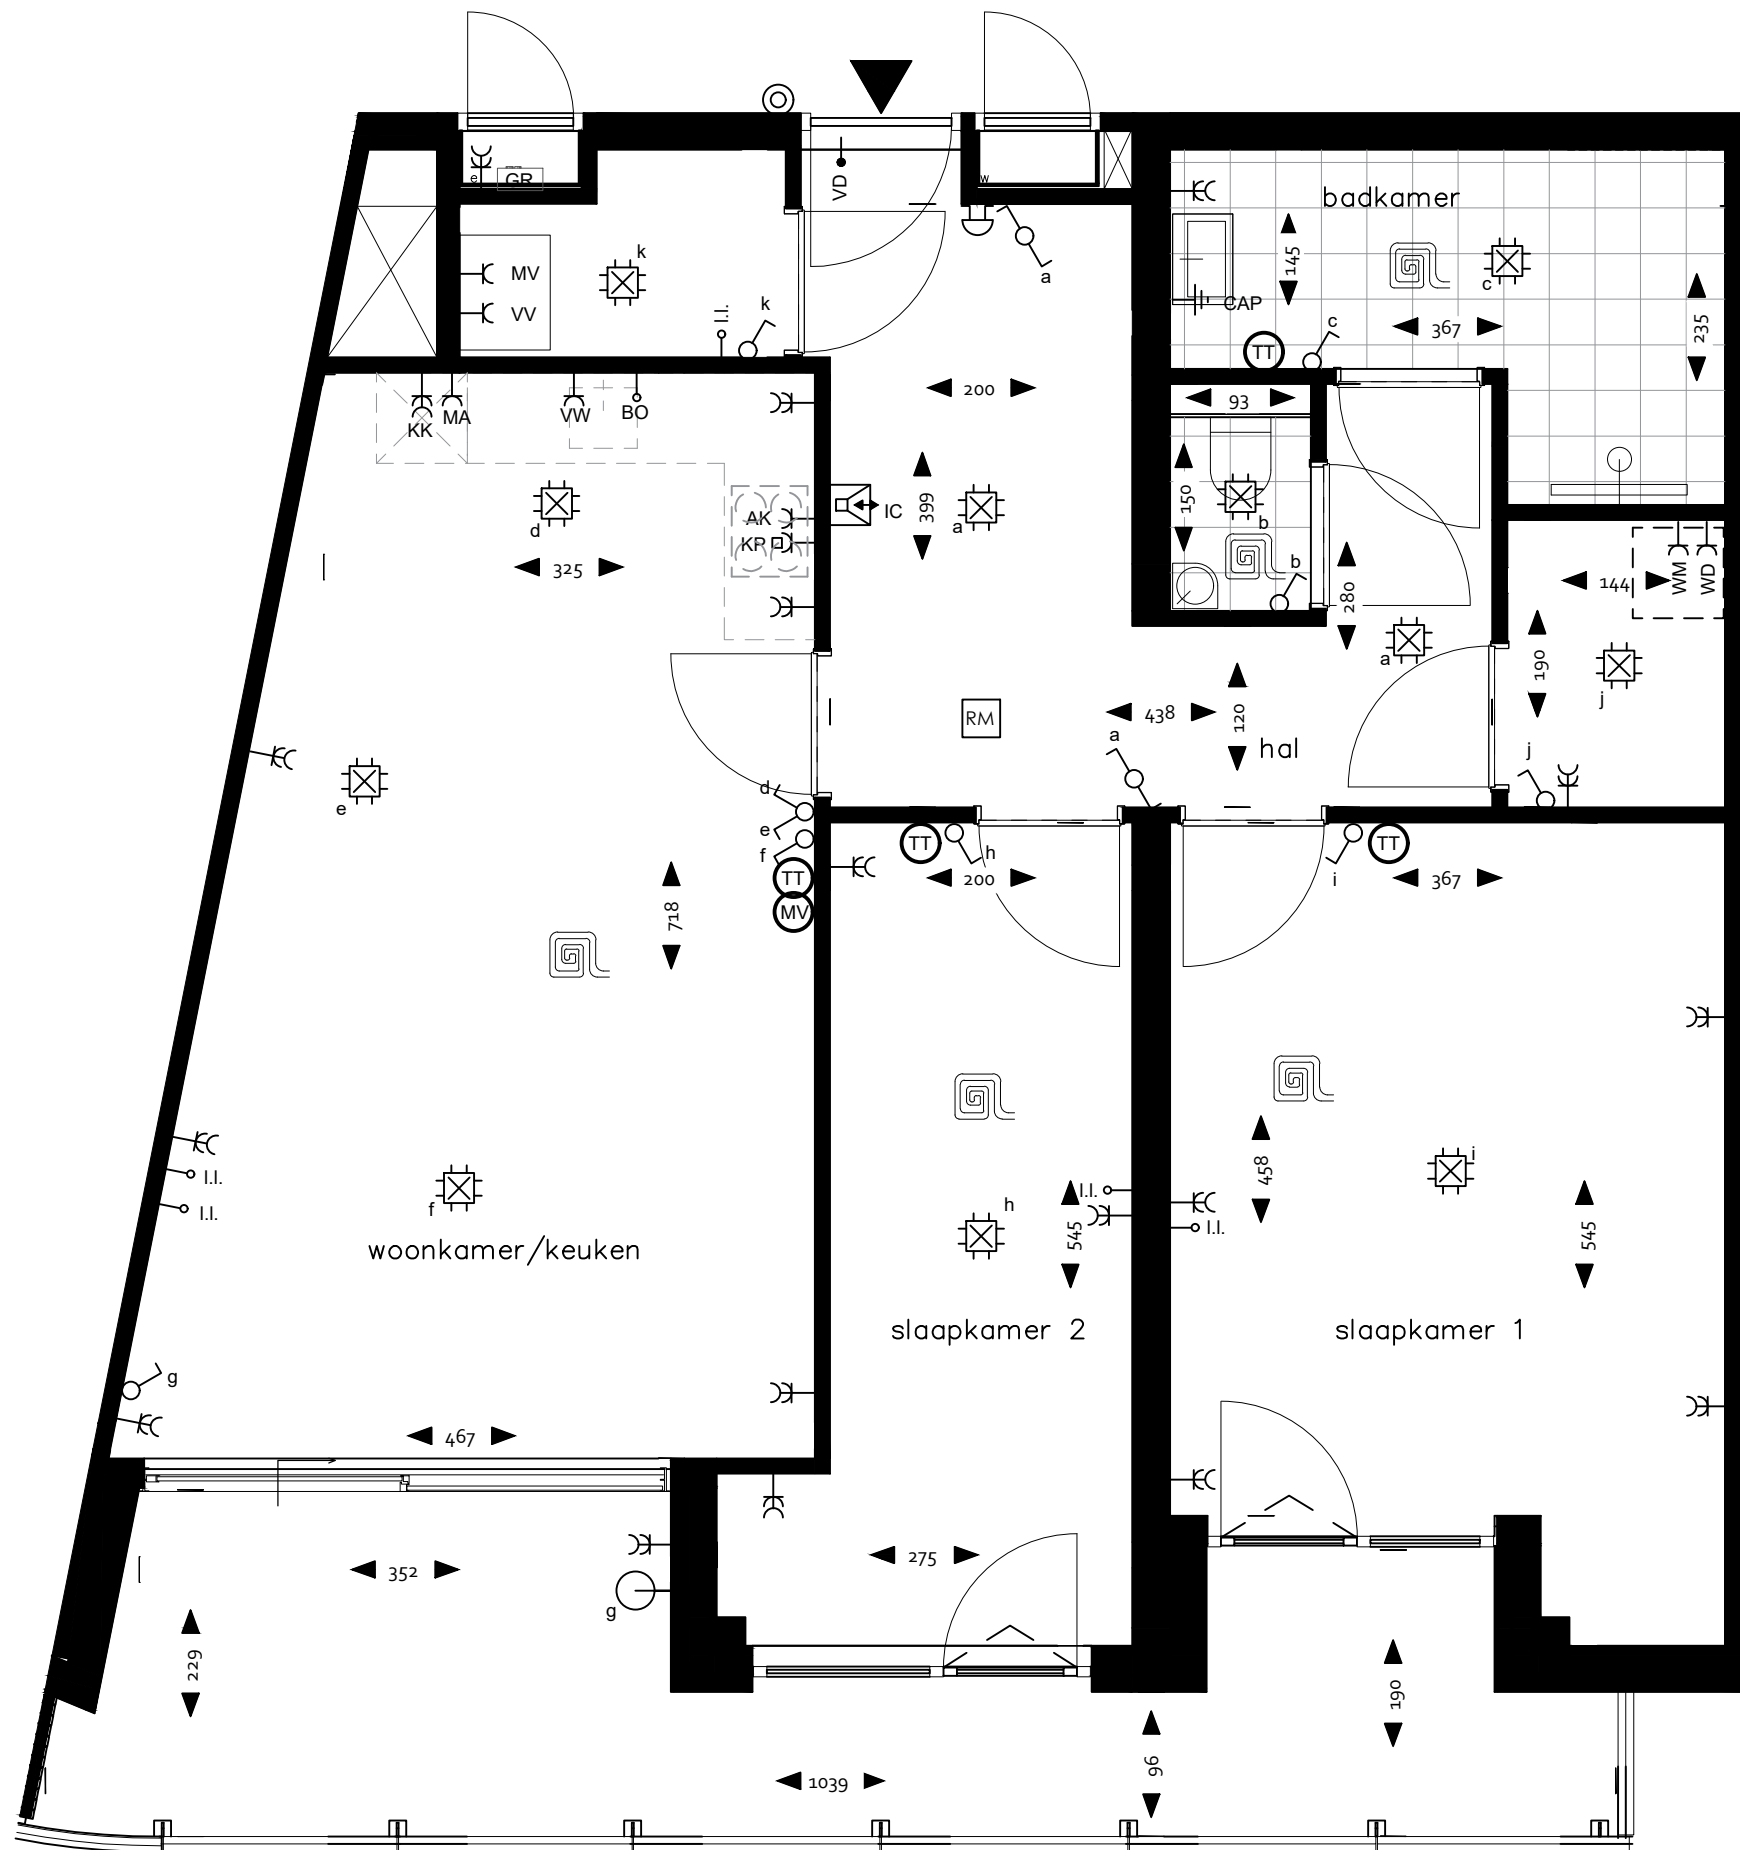 e
GR
VD
w
badkamer
k
a
145
MV
c
CAP
VV
l.l.
k
c
367
235
TT
200
93
KK
MA
VW
BO
150
AK
KP
IC
399
a
d
b
325
b
280
144
WM
WD
a
190
j
RM
438
120
hal
a
j
e
d
e
f
TT
h
TT
TT
MV
200
i
367
718
l.l.
l.l.
458
i
f
l.l.
h
l.l.
545
545
woonkamer/keuken
slaapkamer 2
slaapkamer 1
g
467
275
352
g
229
190
96
1039